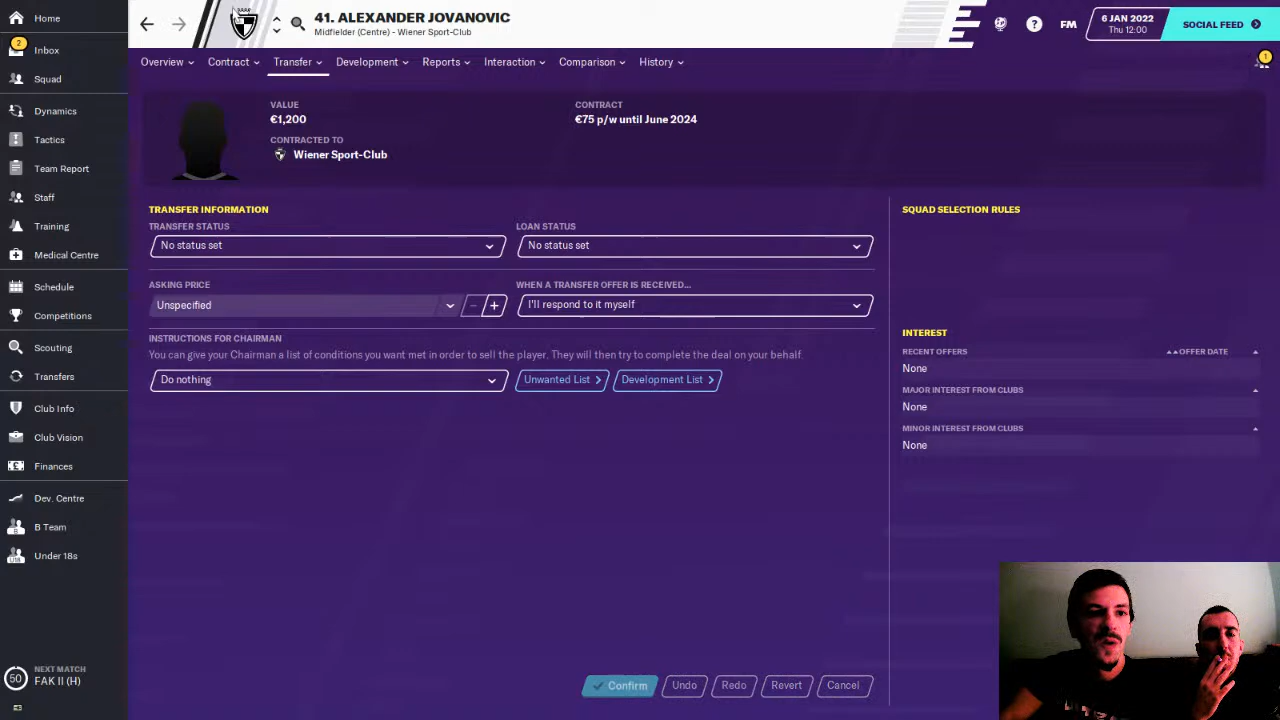 Home
2
Inbox
Squad
Dynamics
Tactics
Team Report
Staff
Training
Medical Centre
Schedule
Competitions
Scouting
Transfers
Club Info
Club Vision
Finances
Dev. Centre
B Team
Under 18s
50
NEXT MATCH
FAK II (H)
41. ALEXANDER JOVANOVIC
Midfielder (Centre) - Wiener Sport-Club
?
FM
6 JAN 2022
Thu 12:00
SOCIAL FEED
Overview
Contract
Transfer
Development
Reports
Interaction
Comparison
History
1
VALUE
€1,200
CONTRACTED TO
Wiener Sport-Club
CONTRACT
€75 p/w until June 2024
TRANSFER INFORMATION
TRANSFER STATUS
No status set
LOAN STATUS
No status set
ASKING PRICE
Unspecified
WHEN A TRANSFER OFFER IS RECEIVED...
I'll respond to it myself
INSTRUCTIONS FOR CHAIRMAN
You can give your Chairman a list of conditions you want met in order to sell the player. They will then try to complete the deal on your behalf.
Do nothing
Unwanted List
Development List
SQUAD SELECTION RULES
INTEREST
RECENT OFFERS
OFFER DATE
None
MAJOR INTEREST FROM CLUBS
None
MINOR INTEREST FROM CLUBS
None
Confirm
Undo
Redo
Revert
Cancel